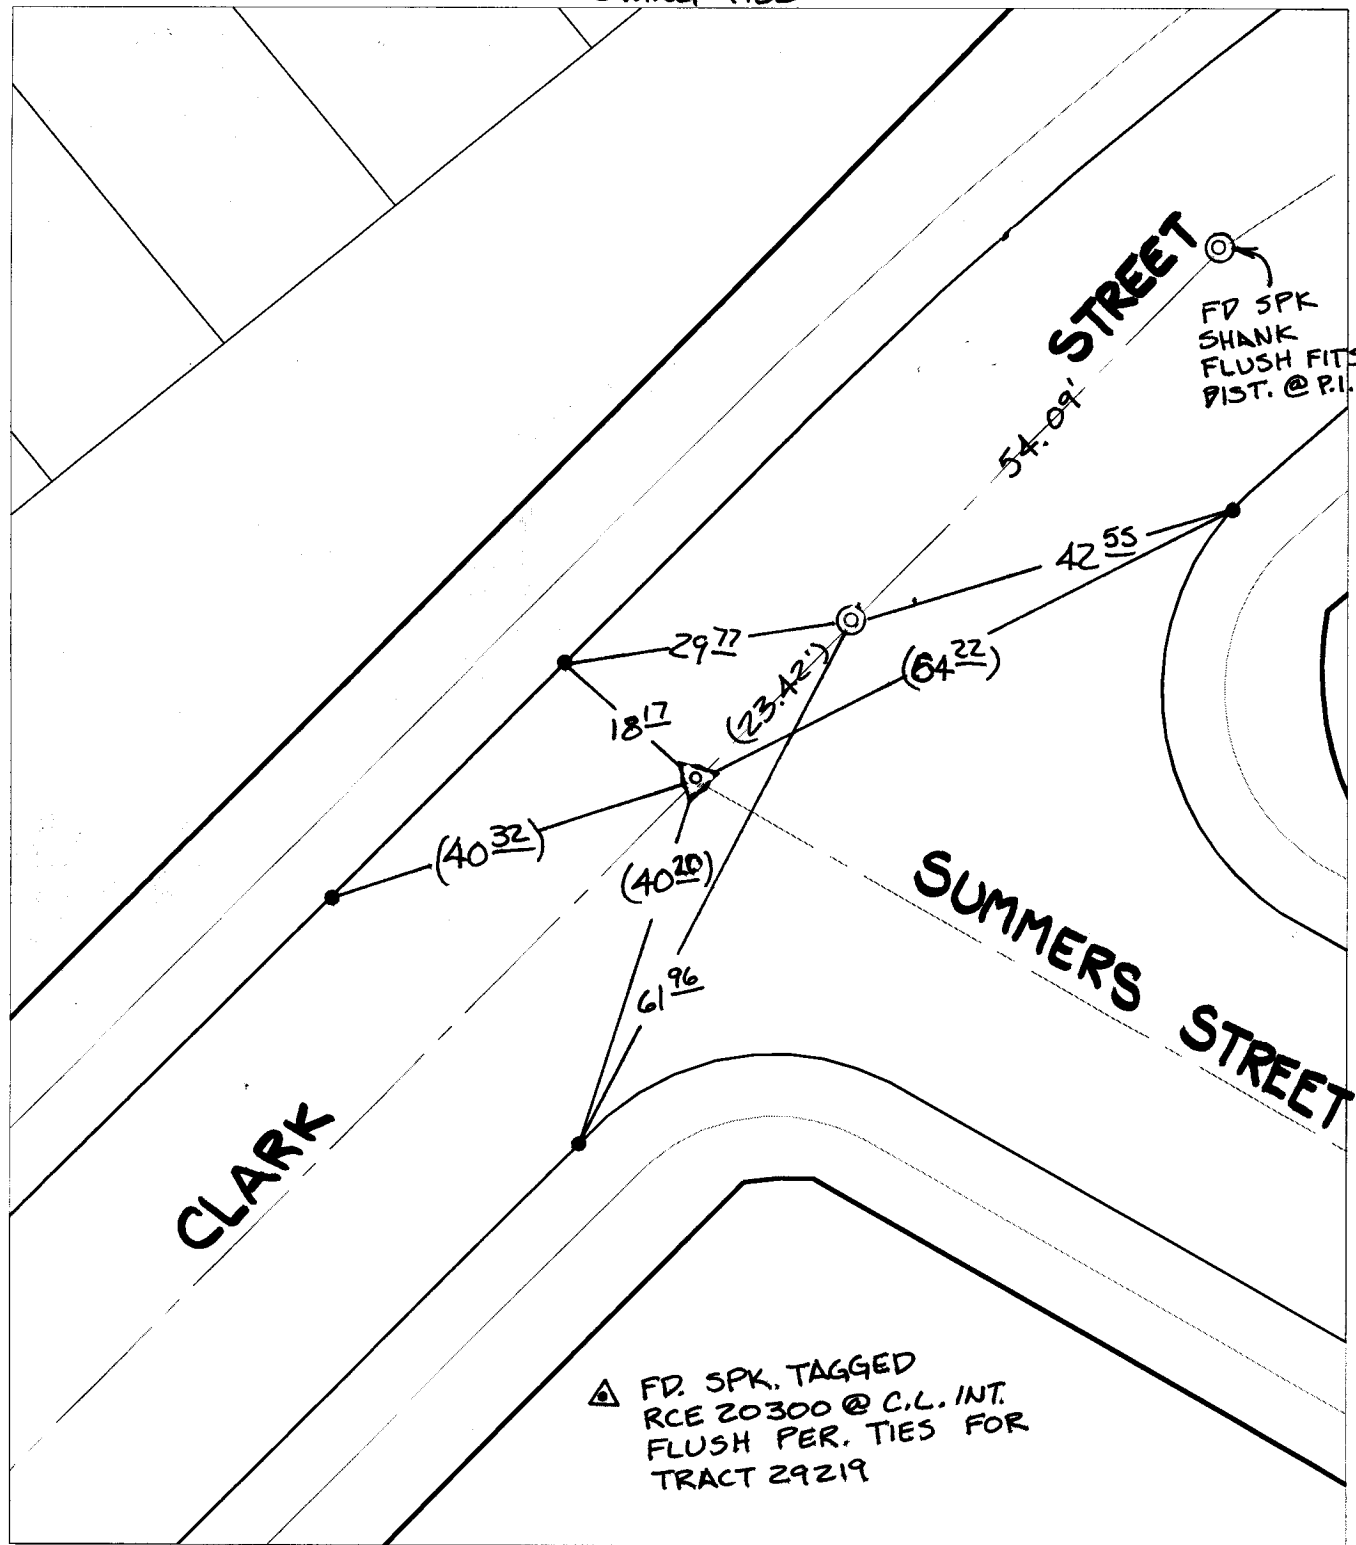 STREET
FD SPK
SHANK
FLUSH FITS
DIST. @ P.I.
54.09'
42 55
29 77
(23.42')
(64 22)
18 17
(40 32)
(40 20)
61 96
SUMMERS STREET
CLARK
FD. SPK. TAGGED
RCE 20300 @ C.L. INT.
FLUSH PER. TIES FOR
TRACT 29219